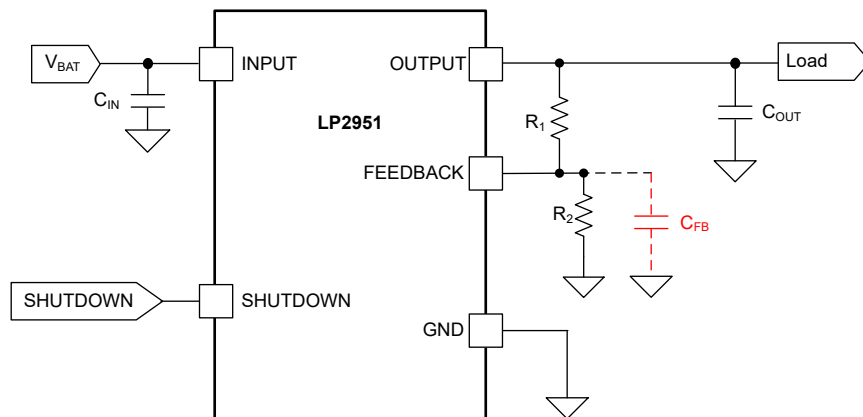 V_BAT
INPUT
OUTPUT
Load
C_IN
LP2951
R_1
C_OUT
FEEDBACK
R_2
C_FB
SHUTDOWN
SHUTDOWN
GND